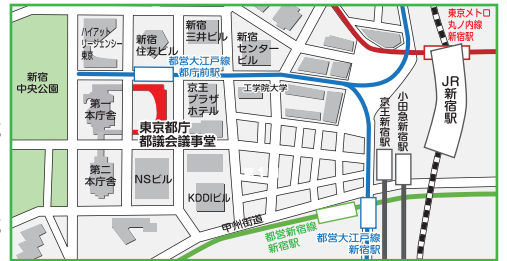 東京メトロ
丸ノ内線
新宿駅
ハイアット
リージェンシー
東京
新宿
住友ビル
新宿
三井ビル
新宿
センター
ビル
都営大江戸線
都庁前駅
新宿
中央公園
第一
本庁舎
京王
プラザ
ホテル
工学院大学
JR新宿駅
小田急新宿駅
京王新宿駅
東京都庁
都議会議事堂
第二
本庁舎
NSビル
KDDIビル
甲州街道
都営新宿線
新宿駅
都営大江戸線
新宿駅